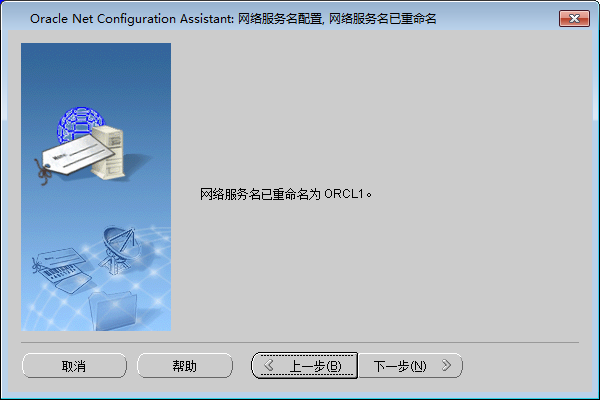 Oracle Net Configuration Assistant: 网络服务名配置, 网络服务名已重命名
网络服务名已重命名为 ORCL1。
取消
帮助
上一步(B)
下一步(N)